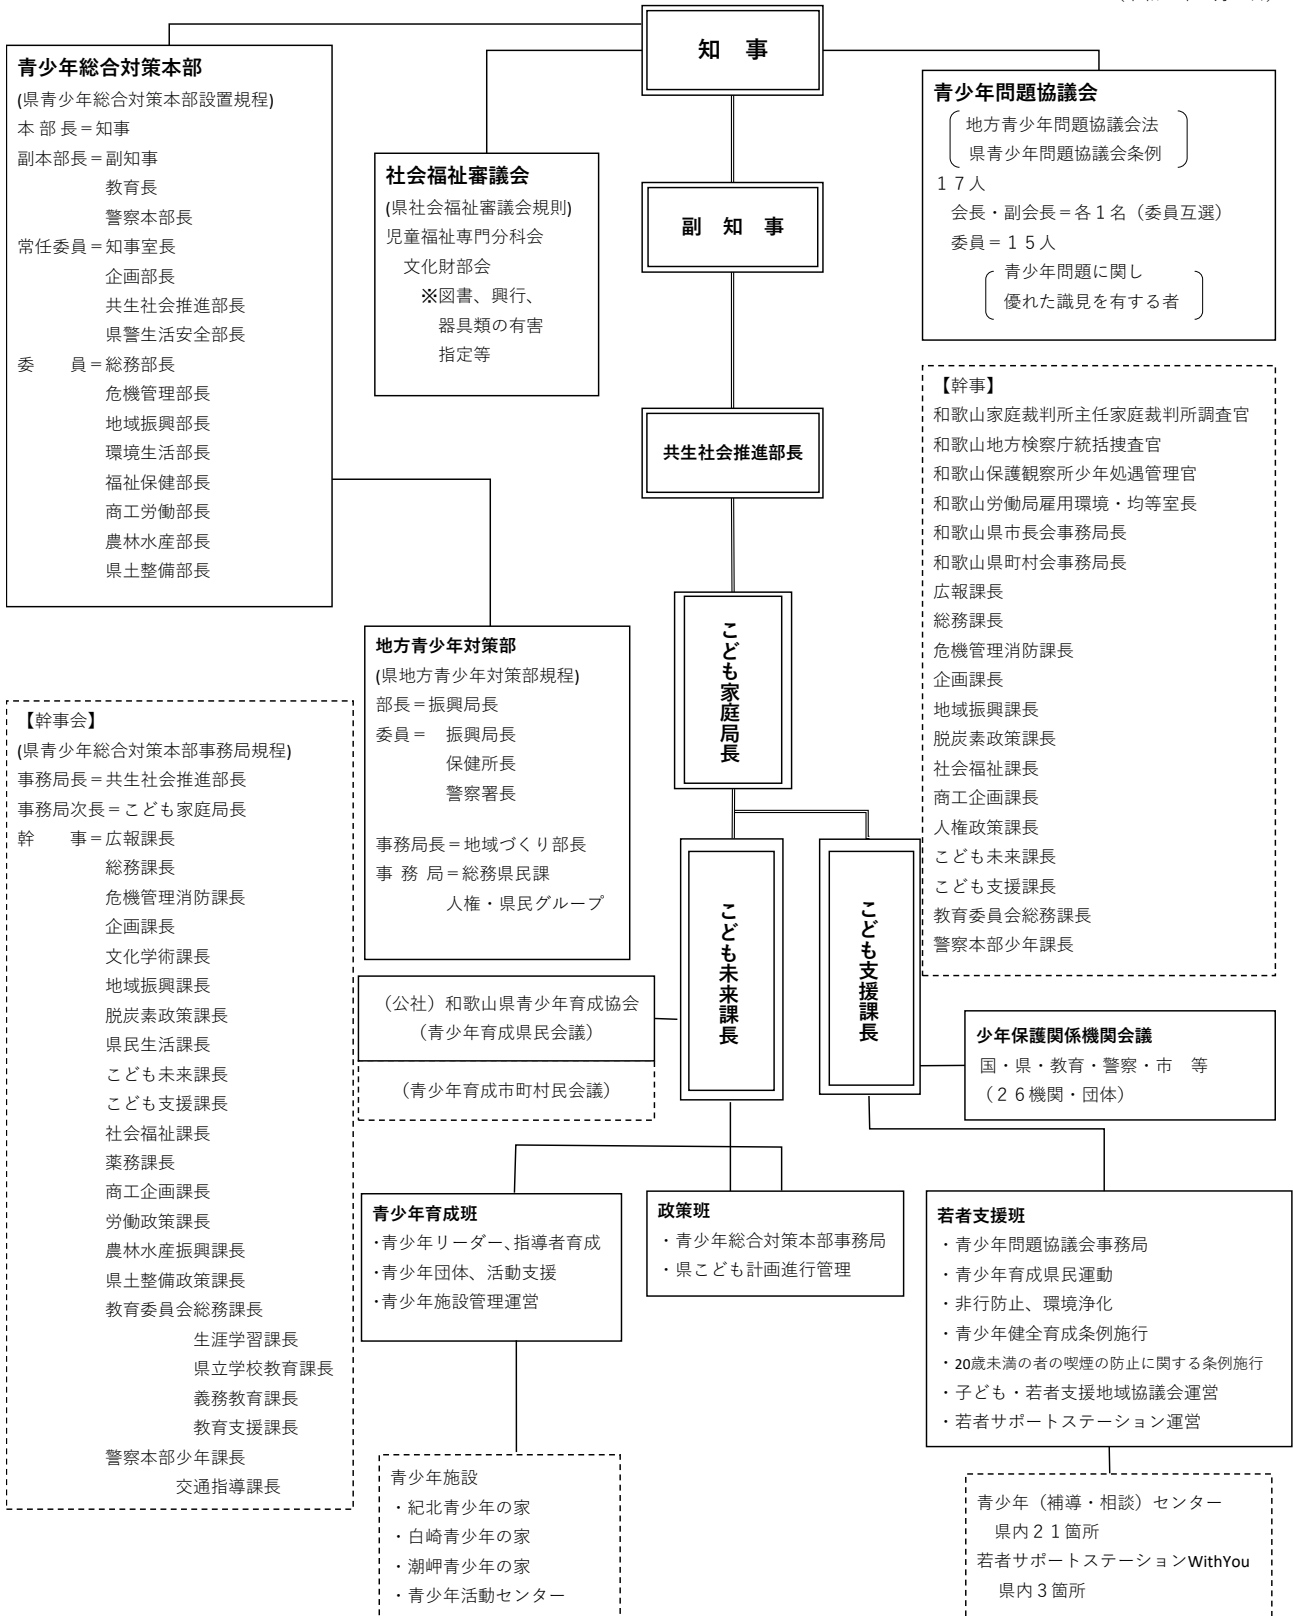 知　事
青少年総合対策本部
(県青少年総合対策本部設置規程)
本 部 長＝知事
副本部長＝副知事
教育長
警察本部長
常任委員＝知事室長
企画部長
共生社会推進部長
県警生活安全部長
委　　員＝総務部長
危機管理部長
地域振興部長
環境生活部長
福祉保健部長
商工労働部長
農林水産部長
県土整備部長
社会福祉審議会
(県社会福祉審議会規則)
児童福祉専門分科会
文化財部会
※図書、興行、
器具類の有害
指定等
副　知　事
青少年問題協議会
地方青少年問題協議会法
県青少年問題協議会条例
１７人
会長・副会長＝各１名（委員互選）
委員＝１５人
青少年問題に関し
優れた識見を有する者
共生社会推進部長
【幹事】
和歌山家庭裁判所主任家庭裁判所調査官
和歌山地方検察庁統括捜査官
和歌山保護観察所少年処遇管理官
和歌山労働局雇用環境・均等室長
和歌山県市長会事務局長
和歌山県町村会事務局長
広報課長
総務課長
危機管理消防課長
企画課長
地域振興課長
脱炭素政策課長
社会福祉課長
商工企画課長
人権政策課長
こども未来課長
こども支援課長
教育委員会総務課長
警察本部少年課長
こども家庭局長
地方青少年対策部
(県地方青少年対策部規程)
部長＝振興局長
委員＝　振興局長
保健所長
警察署長
事務局長＝地域づくり部長
事 務 局＝総務県民課
人権・県民グループ
【幹事会】
(県青少年総合対策本部事務局規程)
事務局長＝共生社会推進部長
事務局次長＝こども家庭局長
幹　　事＝広報課長
総務課長
危機管理消防課長
企画課長
文化学術課長
地域振興課長
脱炭素政策課長
県民生活課長
こども未来課長
こども支援課長
社会福祉課長
薬務課長
商工企画課長
労働政策課長
農林水産振興課長
県土整備政策課長
教育委員会総務課長
生涯学習課長
県立学校教育課長
義務教育課長
教育支援課長
警察本部少年課長
交通指導課長
こども未来課長
こども支援課長
（公社）和歌山県青少年育成協会
（青少年育成県民会議）
（青少年育成市町村民会議）
少年保護関係機関会議
国・県・教育・警察・市　等
（２６機関・団体）
青少年育成班
・青少年リーダー、指導者育成
・青少年団体、活動支援
・青少年施設管理運営
政策班
・青少年総合対策本部事務局
・県こども計画進行管理
若者支援班
・青少年問題協議会事務局
・青少年育成県民運動
・非行防止、環境浄化
・青少年健全育成条例施行
・20歳未満の者の喫煙の防止に関する条例施行
・子ども・若者支援地域協議会運営
・若者サポートステーション運営
青少年施設
・紀北青少年の家
・白崎青少年の家
・潮岬青少年の家
・青少年活動センター
青少年（補導・相談）センター
県内２１箇所
若者サポートステーションWithYou
県内３箇所